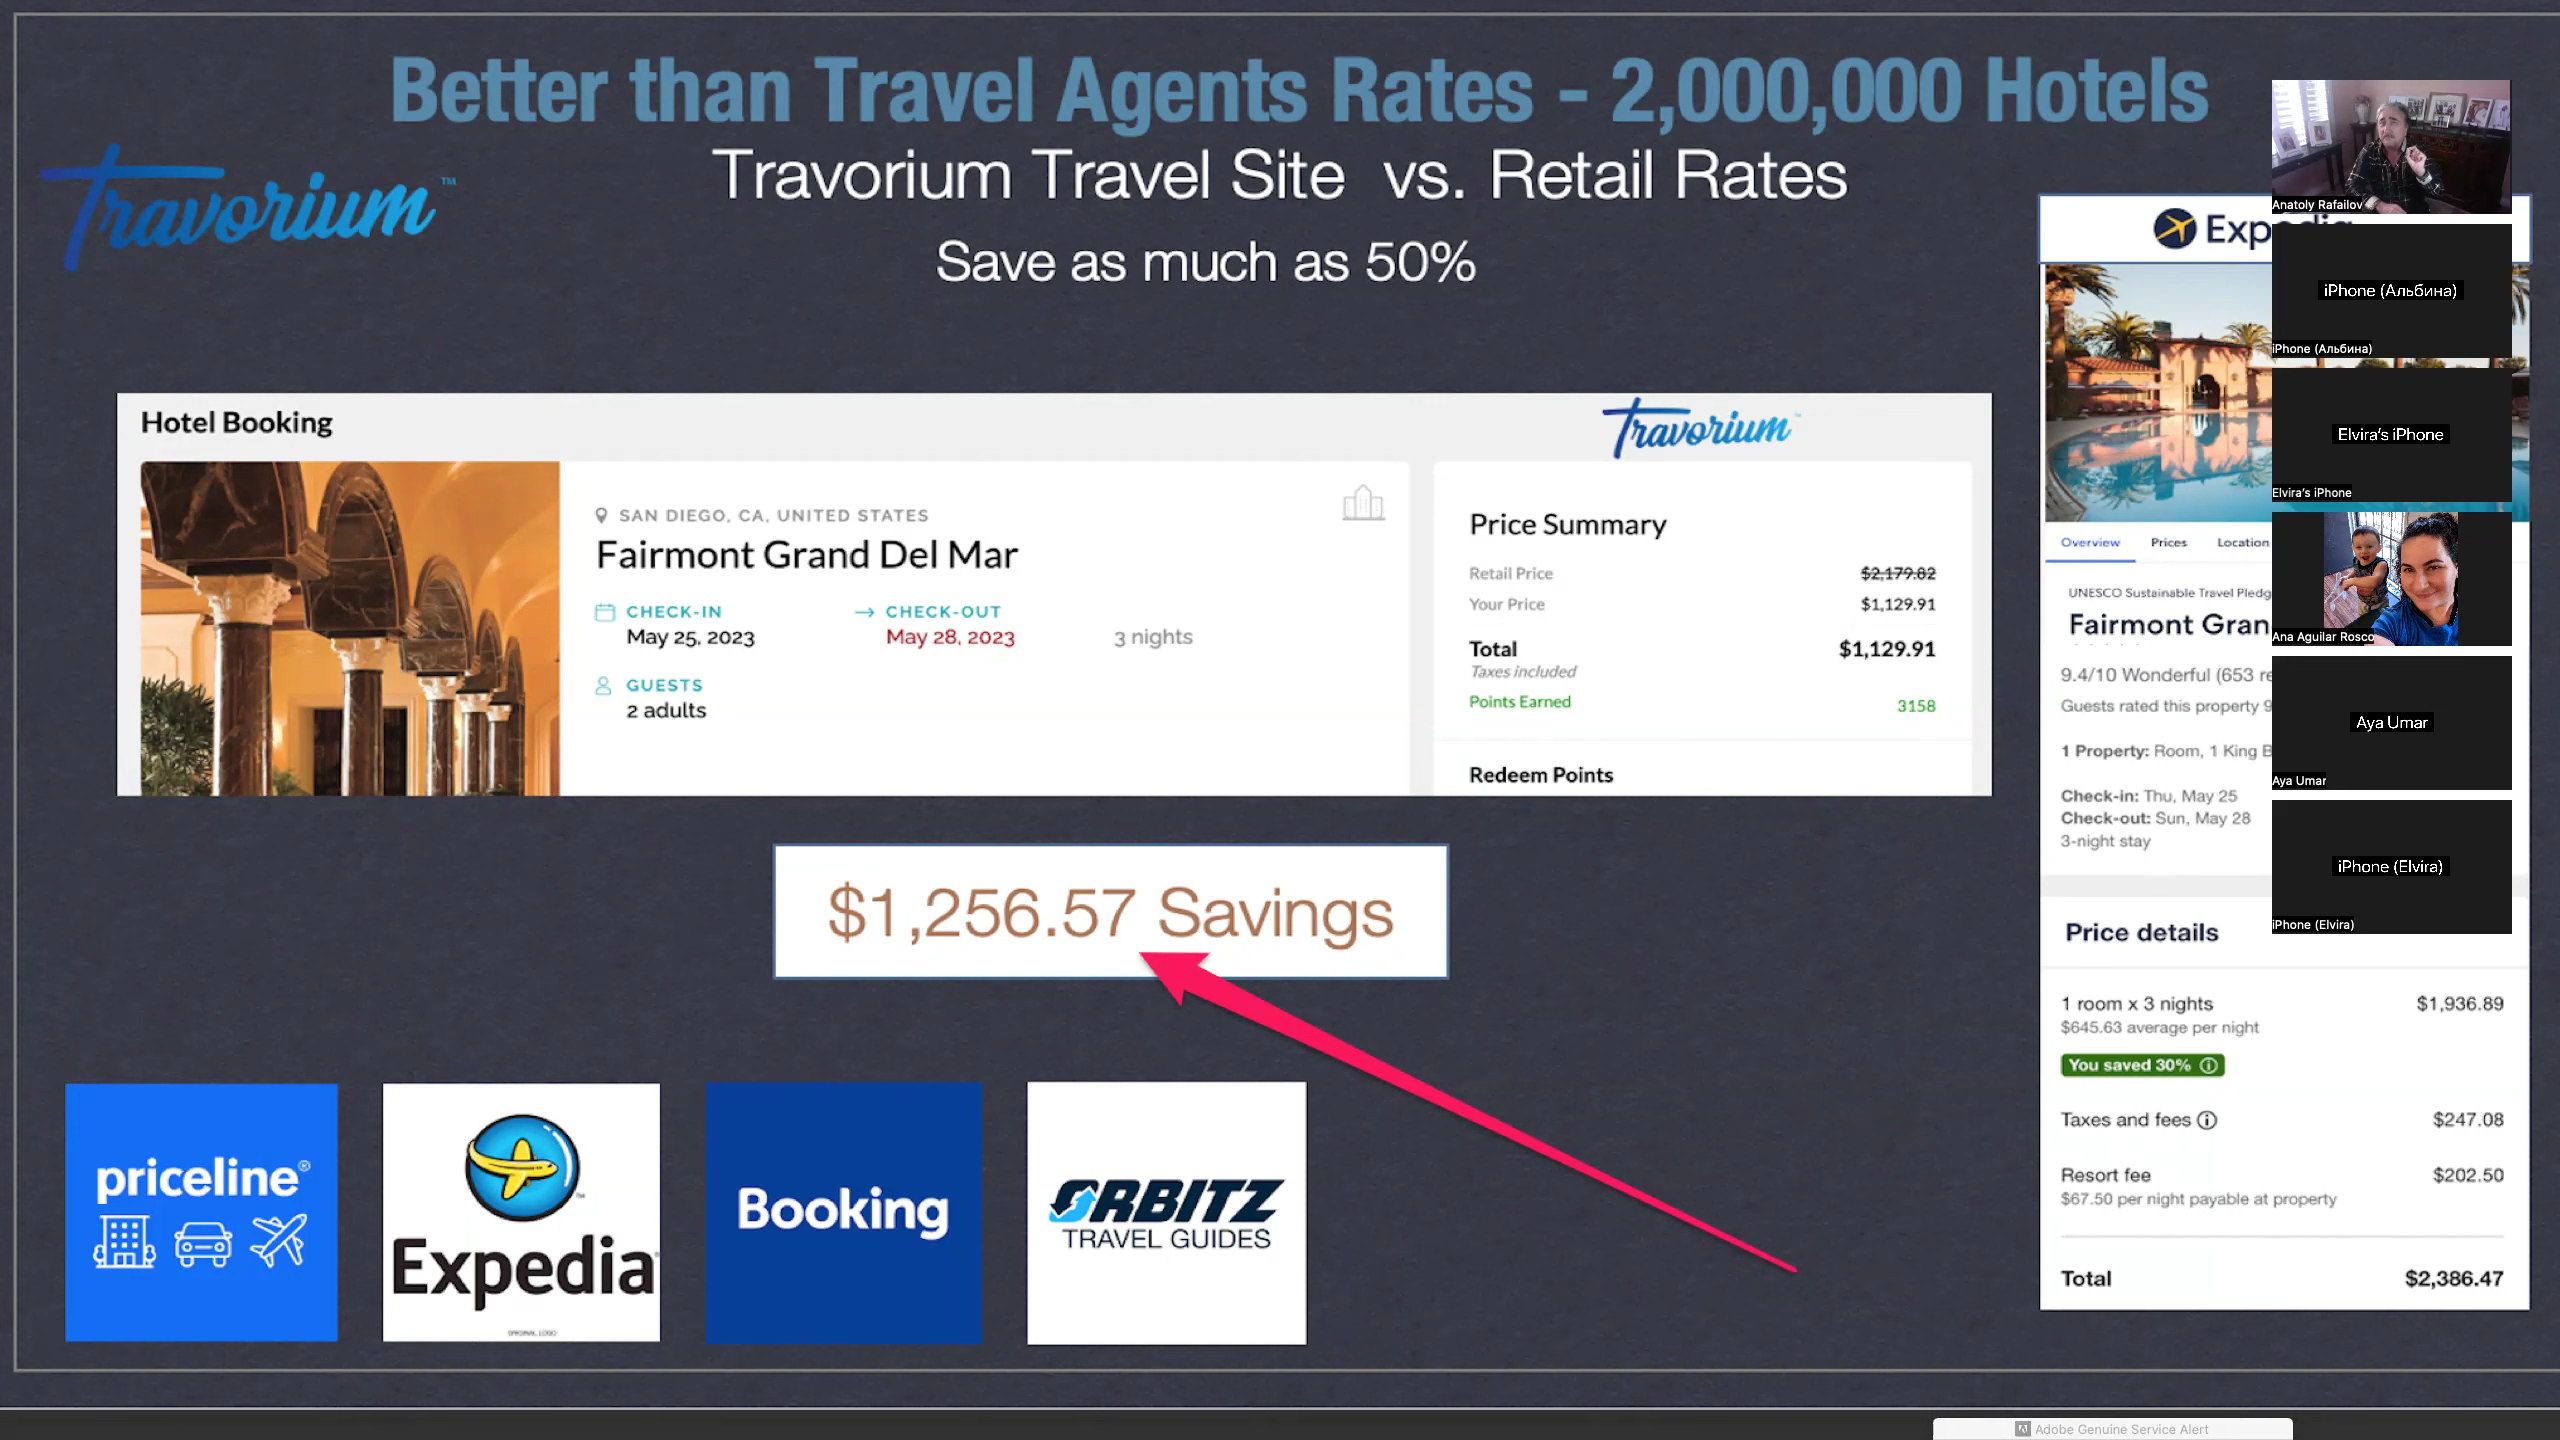 Better than Travel Agents Rates - 2,000,000 Hotels
Travorium Travel Site vs. Retail Rates
Save as much as 50%
Travorium™
Hotel Booking
Travorium
SAN DIEGO, CA, UNITED STATES
Fairmont Grand Del Mar
CHECK-IN
May 25, 2023
CHECK-OUT
May 28, 2023
3 nights
GUESTS
2 adults
Price Summary
Retail Price $2,179.82
Your Price $1,129.91
Total $1,129.91
Taxes included
Points Earned 3158
Redeem Points
$1,256.57 Savings
priceline®
Expedia
ORIGINAL LOGO
Booking
ORBITZ
TRAVEL GUIDES
Expedia
Overview Prices Location
UNESCO Sustainable Travel Pledg
Fairmont Gran
9.4/10 Wonderful (653 re
Guests rated this property 9
1 Property: Room, 1 King B
Check-in: Thu, May 25
Check-out: Sun, May 28
3-night stay
Price details
1 room x 3 nights $1,936.89
$645.63 average per night
You saved 30%
Taxes and fees $247.08
Resort fee $202.50
$67.50 per night payable at property
Total $2,386.47
Anatoly Rafailov
iPhone (Альбина)
iPhone (Альбина)
Elvira's iPhone
Elvira's iPhone
Ana Aguilar Rosco
Aya Umar
Aya Umar
iPhone (Elvira)
iPhone (Elvira)
Adobe Genuine Service Alert